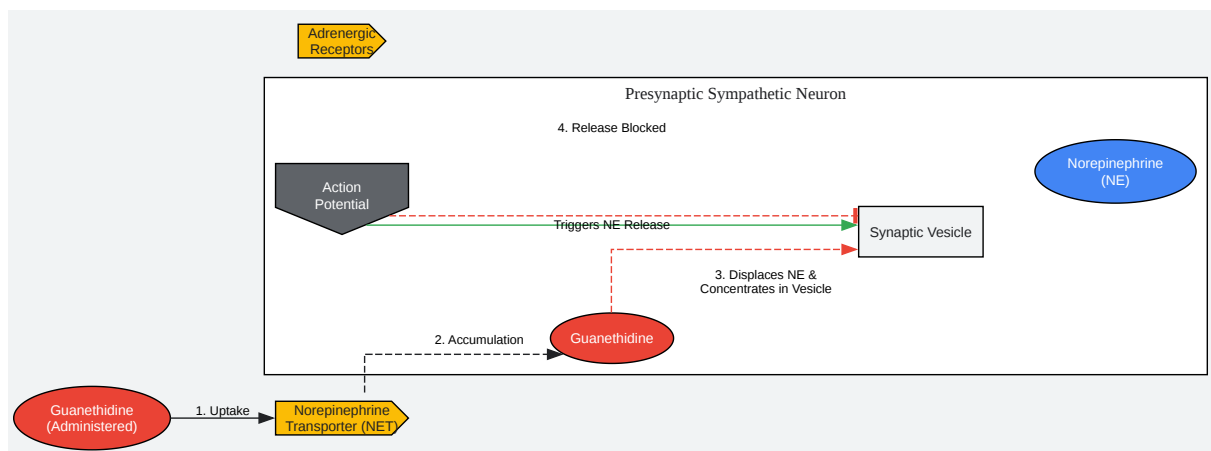 Adrenergic
Receptors
Presynaptic Sympathetic Neuron
4. Release Blocked
Norepinephrine
(NE)
Action
Potential
Triggers NE Release
Synaptic Vesicle
3. Displaces NE &
Concentrates in Vesicle
2. Accumulation
Guanethidine
Guanethidine
(Administered)
1. Uptake
Norepinephrine
Transporter (NET)